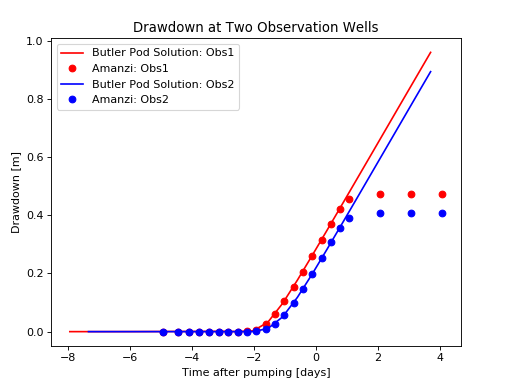 Drawdown at Two Observation Wells
Butler Pod Solution: Obs1
Amanzi: Obs1
Butler Pod Solution: Obs2
Amanzi: Obs2
Drawdown [m]
1.0
0.8
0.6
0.4
0.2
0.0
−8 −6 −4 −2 0 2 4
Time after pumping [days]